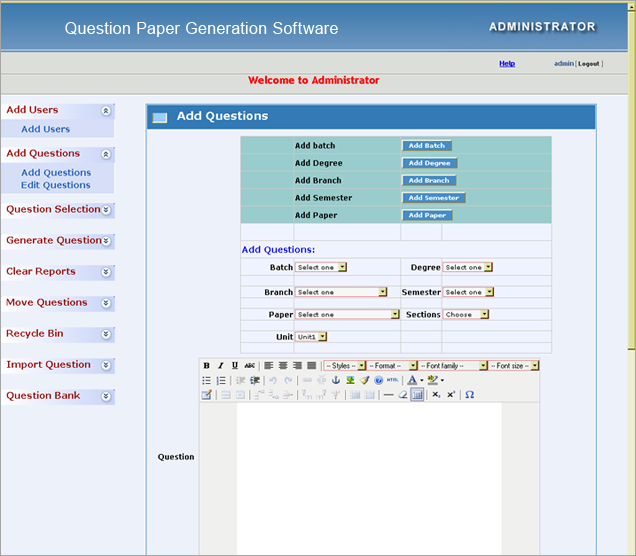 Question Paper Generation Software
ADMINISTRATOR
Help
admin [ Logout ]
Welcome to Administrator
Add Users
Add Users
Add Questions
Add Questions
Edit Questions
Question Selection
Generate Question
Clear Reports
Move Questions
Recycle Bin
Import Question
Question Bank
Add Questions
Add batch Add Batch
Add Degree Add Degree
Add Branch Add Branch
Add Semester Add Semester
Add Paper Add Paper
Add Questions:
Batch Select one Degree Select one
Branch Select one Semester Select one
Paper Select one Sections Choose
Unit Unit1
B I U ABC -- Styles -- -- Format -- -- Font family -- -- Font size --
HTML A ab
x₂ x² Ω
Question